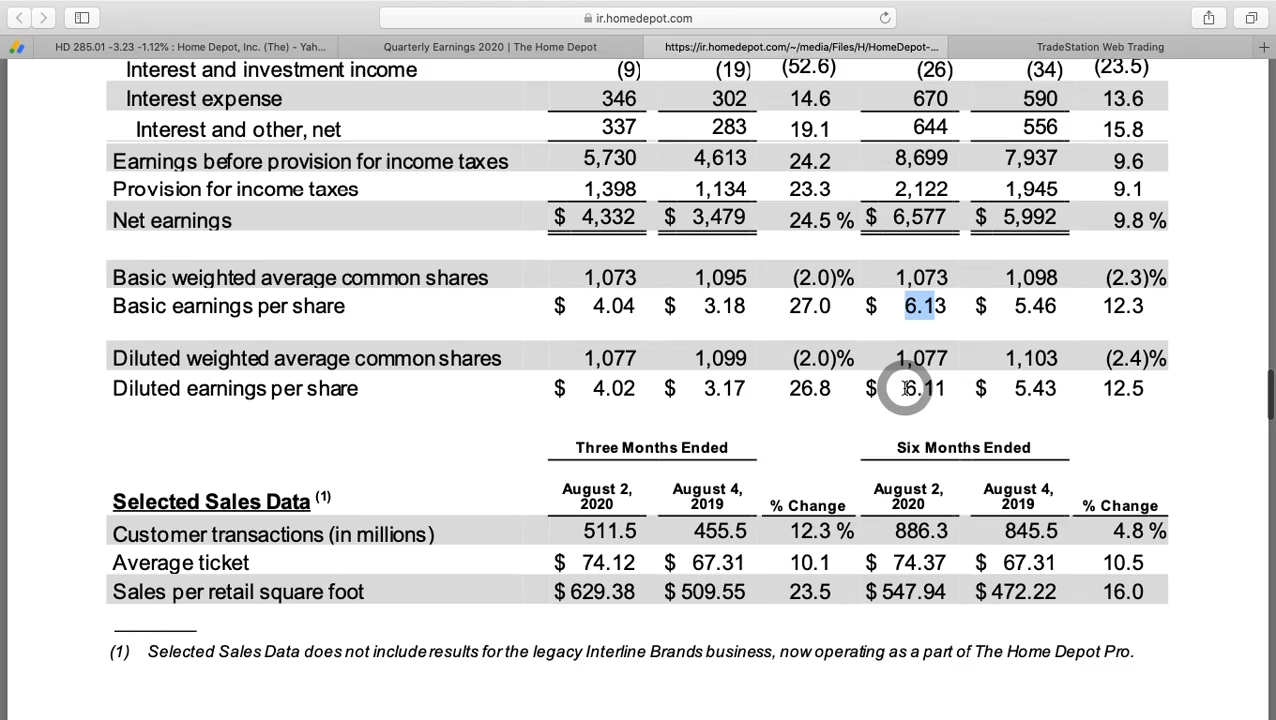 ir.homedepot.com
HD 285.01 -3.23 -1.12% : Home Depot, Inc. (The) - Yah... Quarterly Earnings 2020 | The Home Depot https://ir.homedepot.com/~/media/Files/H/HomeDepot-... TradeStation Web Trading
Interest and investment income (9) (19) (52.6) (26) (34) (23.5)
Interest expense 346 302 14.6 670 590 13.6
Interest and other, net 337 283 19.1 644 556 15.8
Earnings before provision for income taxes 5,730 4,613 24.2 8,699 7,937 9.6
Provision for income taxes 1,398 1,134 23.3 2,122 1,945 9.1
Net earnings $ 4,332 $ 3,479 24.5 % $ 6,577 $ 5,992 9.8 %
Basic weighted average common shares 1,073 1,095 (2.0)% 1,073 1,098 (2.3)%
Basic earnings per share $ 4.04 $ 3.18 27.0 $ 6.13 $ 5.46 12.3
Diluted weighted average common shares 1,077 1,099 (2.0)% 1,077 1,103 (2.4)%
Diluted earnings per share $ 4.02 $ 3.17 26.8 $ 6.11 $ 5.43 12.5
Three Months Ended Six Months Ended
Selected Sales Data (1) August 2, 2020 August 4, 2019 % Change August 2, 2020 August 4, 2019 % Change
Customer transactions (in millions) 511.5 455.5 12.3 % 886.3 845.5 4.8 %
Average ticket $ 74.12 $ 67.31 10.1 $ 74.37 $ 67.31 10.5
Sales per retail square foot $ 629.38 $ 509.55 23.5 $ 547.94 $ 472.22 16.0
(1) Selected Sales Data does not include results for the legacy Interline Brands business, now operating as a part of The Home Depot Pro.